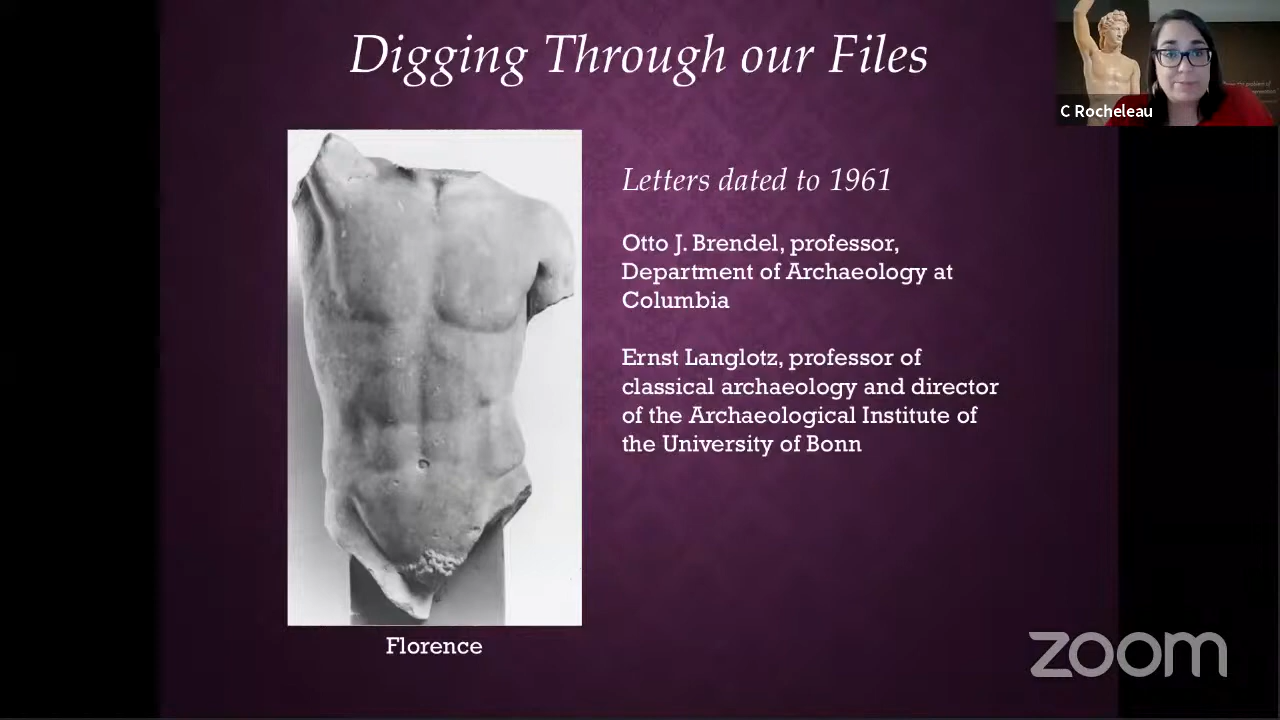 Digging Through our Files
C Rocheleau
Letters dated to 1961
Otto J. Brendel, professor,
Department of Archaeology at
Columbia
Ernst Langlotz, professor of
classical archaeology and director
of the Archaeological Institute of
the University of Bonn
Florence
zoom